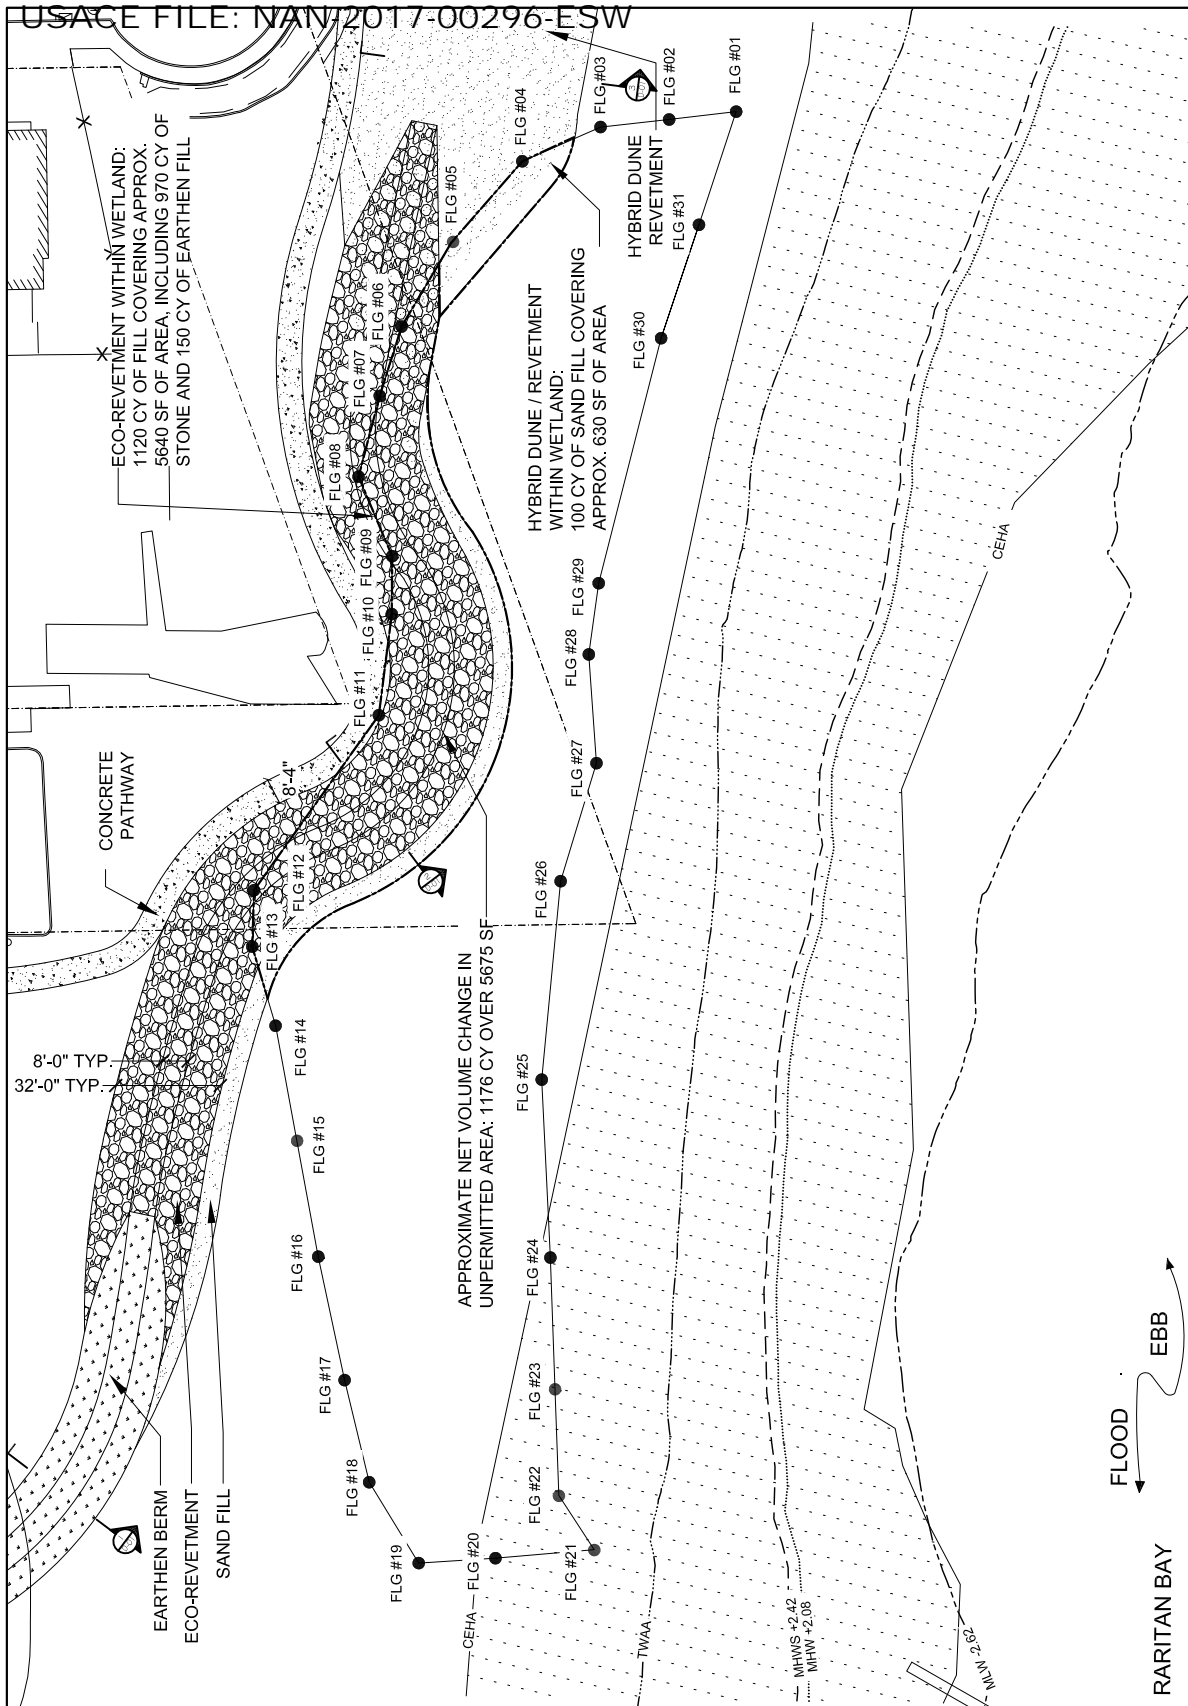 USACE FILE: NAN-2017-00296-ESW
ECO-REVETMENT WITHIN WETLAND:
1120 CY OF FILL COVERING APPROX.
5640 SF OF AREA, INCLUDING 970 CY OF
STONE AND 150 CY OF EARTHEN FILL
FLG #01
FLG #02
FLG #03
FLG #04
FLG #05
FLG #06
FLG #07
FLG #08
FLG #09
FLG #10
FLG #11
FLG #12
FLG #13
FLG #14
FLG #15
FLG #16
FLG #17
FLG #18
FLG #19
FLG #20
FLG #21
FLG #22
FLG #23
FLG #24
FLG #25
FLG #26
FLG #27
FLG #28
FLG #29
FLG #30
FLG #31
HYBRID DUNE
REVETMENT
HYBRID DUNE / REVETMENT
WITHIN WETLAND:
100 CY OF SAND FILL COVERING
APPROX. 630 SF OF AREA
CONCRETE
PATHWAY
8'-4"
8'-0" TYP.
32'-0" TYP.
APPROXIMATE NET VOLUME CHANGE IN
UNPERMITTED AREA: 1176 CY OVER 5675 SF
EARTHEN BERM
ECO-REVETMENT
SAND FILL
CEHA
CEHA
TWAA
MHWS +2.42
MHW +2.08
MLW -2.62
FLOOD
EBB
RARITAN BAY